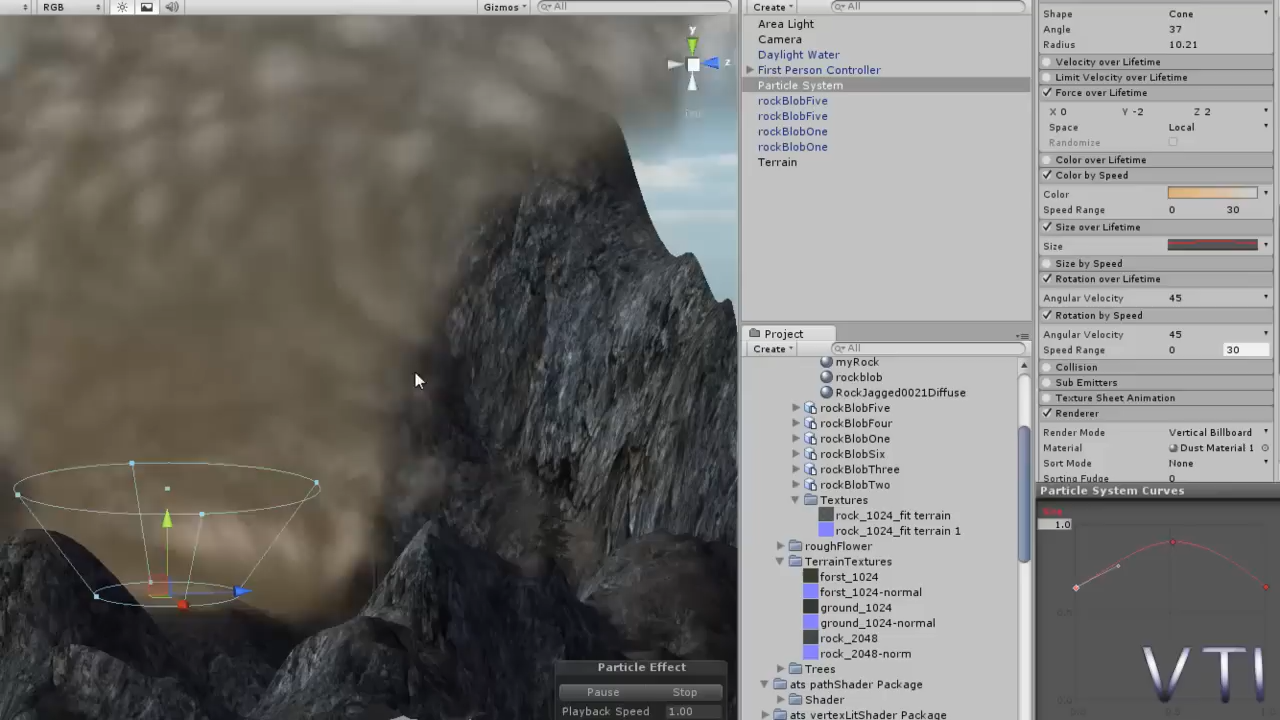 RGB
Gizmos
All
y
z
Particle Effect
Pause Stop
Playback Speed 1.00
Create
All
Area Light
Camera
Daylight Water
First Person Controller
Particle System
rockBlobFive
rockBlobFive
rockBlobOne
rockBlobOne
Terrain
Project
Create
All
myRock
rockblob
RockJagged0021Diffuse
rockBlobFive
rockBlobFour
rockBlobOne
rockBlobSix
rockBlobThree
rockBlobTwo
Textures
rock_1024_fit terrain
rock_1024_fit terrain 1
roughFlower
TerrainTextures
forst_1024
forst_1024-normal
ground_1024
ground_1024-normal
rock_2048
rock_2048-norm
Trees
ats pathShader Package
Shader
ats vertexLitShader Package
Shape Cone
Angle 37
Radius 10.21
Velocity over Lifetime
Limit Velocity over Lifetime
Force over Lifetime
X 0 Y -2 Z 2
Space Local
Randomize
Color over Lifetime
Color by Speed
Color
Speed Range 0 30
Size over Lifetime
Size
Size by Speed
Rotation over Lifetime
Angular Velocity 45
Rotation by Speed
Angular Velocity 45
Speed Range 0 30
Collision
Sub Emitters
Texture Sheet Animation
Renderer
Render Mode Vertical Billboard
Material Dust Material 1
Sort Mode None
Sorting Fudge 0
Particle System Curves
Size
1.0
VTI